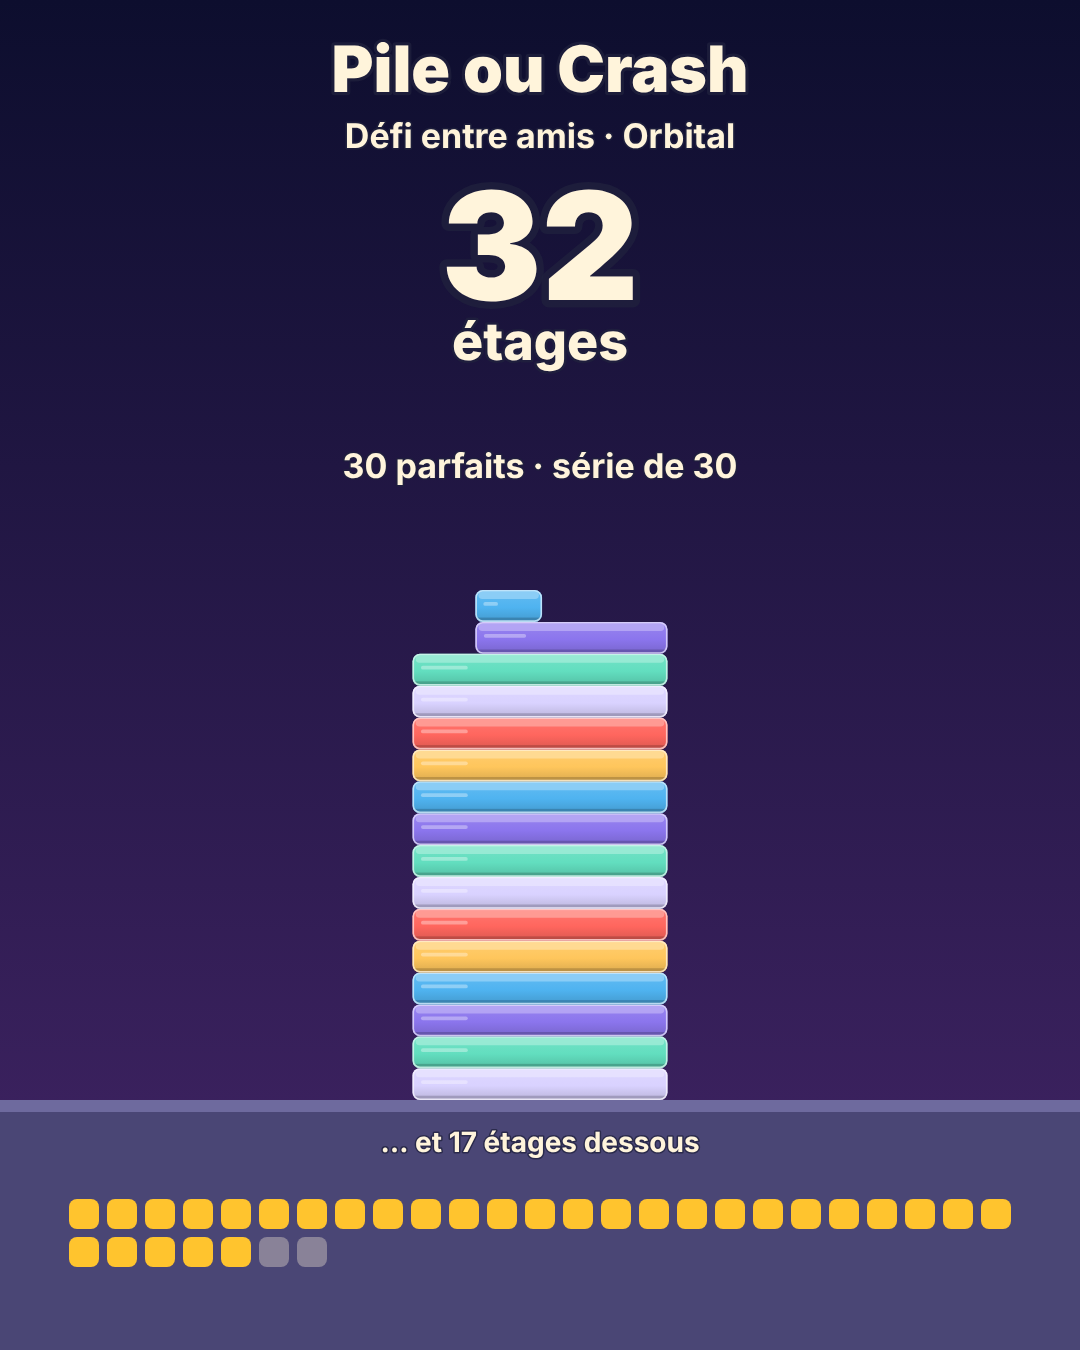 Pile ou Crash
Défi entre amis · Orbital
32
étages
30 parfaits · série de 30
... et 17 étages dessous